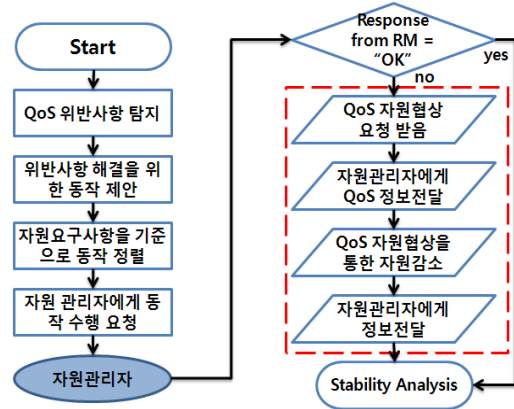 Start
QoS 위반사항 탐지
위반사항 해결을 위
한 동작 제안
자원요구사항을 기준
으로 동작 정렬
자원 관리자에게 동
작 수행 요청
자원관리자
Response
from RM =
“OK”
yes
no
QoS 자원협상
요청 받음
자원관리자에게
QoS 정보전달
QoS 자원협상을
통한 자원감소
자원관리자에게
정보전달
Stability Analysis